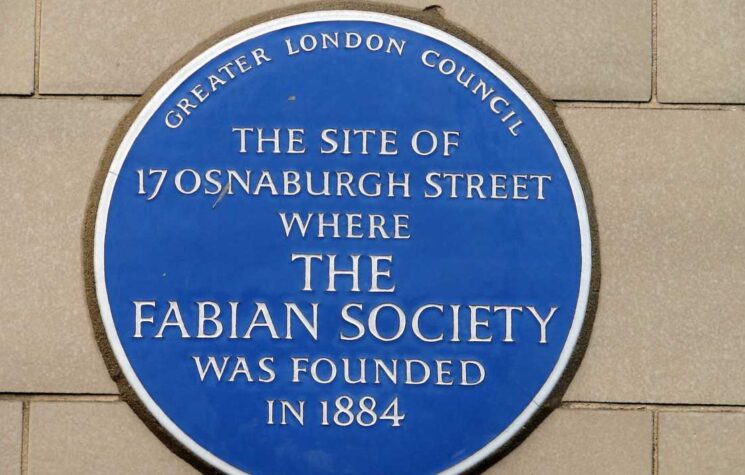 GREATER LONDON COUNCIL
THE SITE OF
17 OSNABURGH STREET
WHERE
THE
FABIAN SOCIETY
WAS FOUNDED
IN 1884